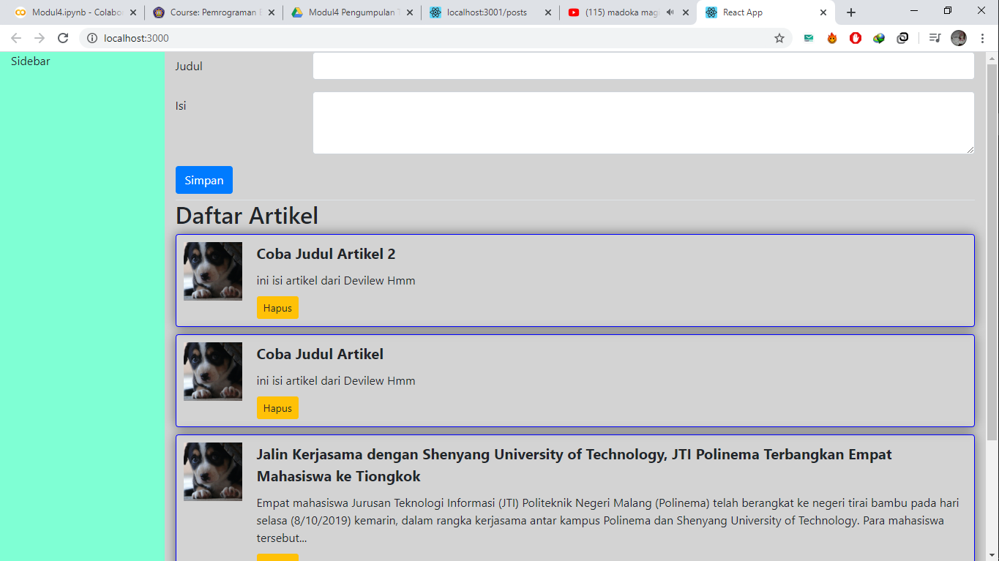 Modul4.ipynb - Colabo
Course: Pemrograman
Modul4 Pengumpulan
localhost:3001/posts
(115) madoka mag
React App
localhost:3000
Sidebar
Judul
Isi
Simpan
Daftar Artikel
Coba Judul Artikel 2
ini isi artikel dari Devilew Hmm
Hapus
Coba Judul Artikel
ini isi artikel dari Devilew Hmm
Hapus
Jalin Kerjasama dengan Shenyang University of Technology, JTI Polinema Terbangkan Empat
Mahasiswa ke Tiongkok
Empat mahasiswa Jurusan Teknologi Informasi (JTI) Politeknik Negeri Malang (Polinema) telah berangkat ke negeri tirai bambu pada hari
selasa (8/10/2019) kemarin, dalam rangka kerjasama antar kampus Polinema dan Shenyang University of Technology. Para mahasiswa
tersebut...